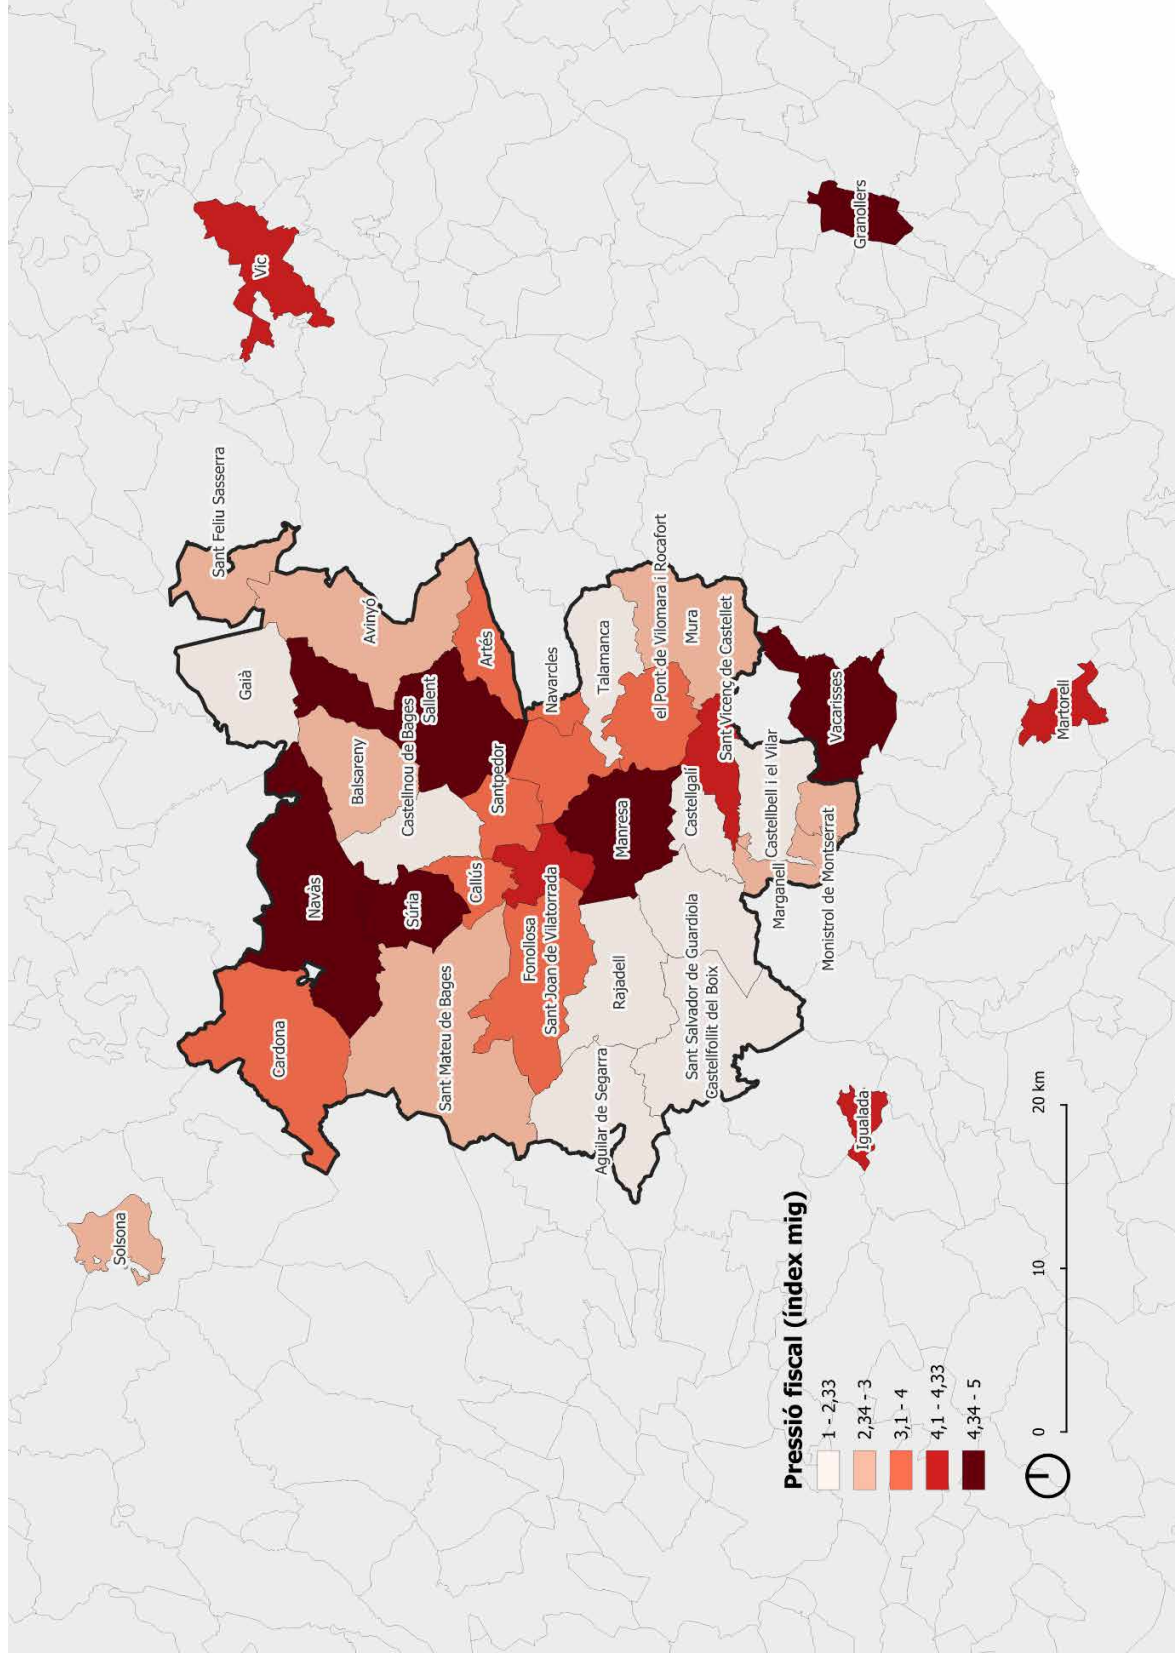 Solsona
Cardona
Navàs
Gaià
Sant Feliu Sasserra
Vic
Súria
Balsareny
Avinyó
Castellnou de Bages
Sallent
Sant Mateu de Bages
Callús
Santpedor
Artés
Fonollosa
Sant Joan de Vilatorrada
Navarcles
Rajadell
Manresa
Talamanca
Aguilar de Segarra
el Pont de Vilomara i Rocafort
Mura
Sant Salvador de Guardiola
Castellfollit del Boix
Castellgalí
Sant Vicenç de Castellet
Marganell
Castellbell i el Vilar
Monistrol de Montserrat
Vacarisses
Granollers
Igualada
Martorell
Pressió fiscal (índex mig)
1 - 2,33
2,34 - 3
3,1 - 4
4,1 - 4,33
4,34 - 5
0
10
20 km